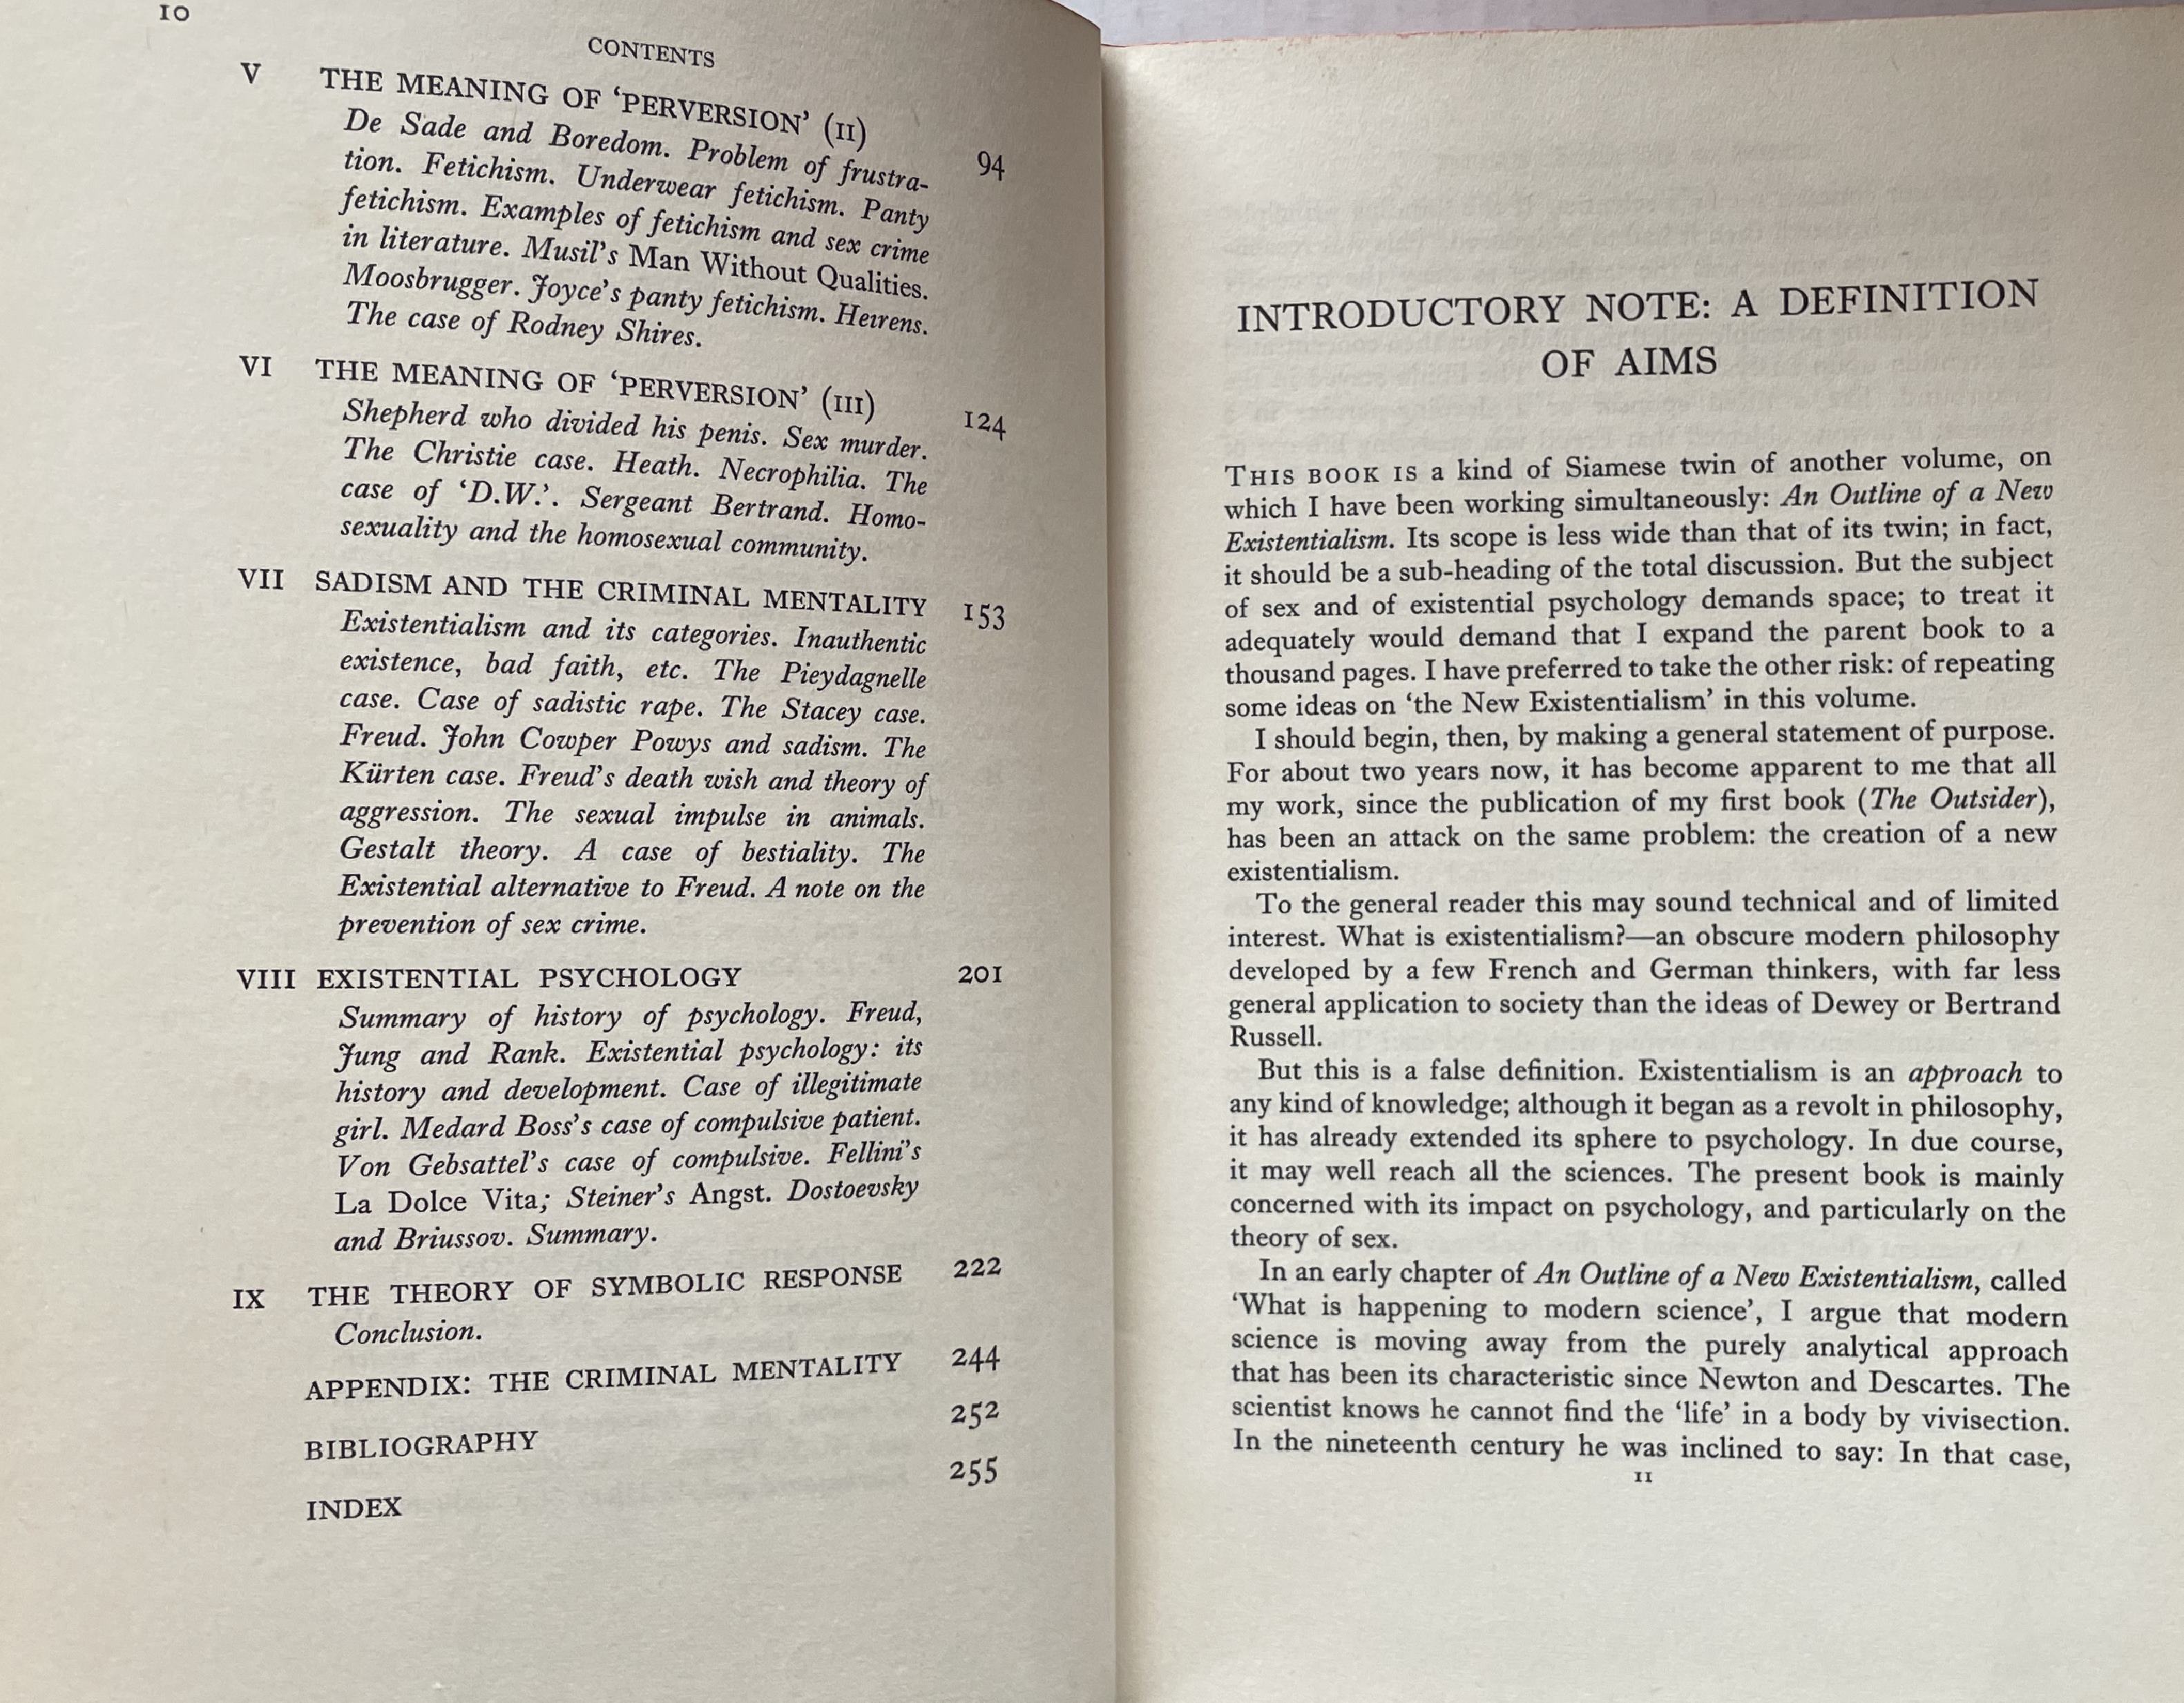 10
CONTENTS
V THE MEANING OF ‘PERVERSION’ (II) 94
De Sade and Boredom. Problem of frustra-
tion. Fetichism. Underwear fetichism. Panty
fetichism. Examples of fetichism and sex crime
in literature. Musil’s Man Without Qualities.
Moosbrugger. Joyce’s panty fetichism. Heirens.
The case of Rodney Shires.
VI THE MEANING OF ‘PERVERSION’ (III) 124
Shepherd who divided his penis. Sex murder.
The Christie case. Heath. Necrophilia. The
case of ‘D.W.’. Sergeant Bertrand. Homo-
sexuality and the homosexual community.
VII SADISM AND THE CRIMINAL MENTALITY 153
Existentialism and its categories. Inauthentic
existence, bad faith, etc. The Pieydagnelle
case. Case of sadistic rape. The Stacey case.
Freud. John Cowper Powys and sadism. The
Kürten case. Freud’s death wish and theory of
aggression. The sexual impulse in animals.
Gestalt theory. A case of bestiality. The
Existential alternative to Freud. A note on the
prevention of sex crime.
VIII EXISTENTIAL PSYCHOLOGY 201
Summary of history of psychology. Freud,
Jung and Rank. Existential psychology: its
history and development. Case of illegitimate
girl. Medard Boss’s case of compulsive patient.
Von Gebsattel’s case of compulsive. Fellini’s
La Dolce Vita; Steiner’s Angst. Dostoevsky
and Briussov. Summary.
IX THE THEORY OF SYMBOLIC RESPONSE 222
Conclusion.
APPENDIX: THE CRIMINAL MENTALITY 244
BIBLIOGRAPHY 252
INDEX 255
INTRODUCTORY NOTE: A DEFINITION
OF AIMS
THIS BOOK IS a kind of Siamese twin of another volume, on
which I have been working simultaneously: An Outline of a New
Existentialism. Its scope is less wide than that of its twin; in fact,
it should be a sub-heading of the total discussion. But the subject
of sex and of existential psychology demands space; to treat it
adequately would demand that I expand the parent book to a
thousand pages. I have preferred to take the other risk: of repeating
some ideas on ‘the New Existentialism’ in this volume.
I should begin, then, by making a general statement of purpose.
For about two years now, it has become apparent to me that all
my work, since the publication of my first book (The Outsider),
has been an attack on the same problem: the creation of a new
existentialism.
To the general reader this may sound technical and of limited
interest. What is existentialism?—an obscure modern philosophy
developed by a few French and German thinkers, with far less
general application to society than the ideas of Dewey or Bertrand
Russell.
But this is a false definition. Existentialism is an approach to
any kind of knowledge; although it began as a revolt in philosophy,
it has already extended its sphere to psychology. In due course,
it may well reach all the sciences. The present book is mainly
concerned with its impact on psychology, and particularly on the
theory of sex.
In an early chapter of An Outline of a New Existentialism, called
‘What is happening to modern science’, I argue that modern
science is moving away from the purely analytical approach
that has been its characteristic since Newton and Descartes. The
scientist knows he cannot find the ‘life’ in a body by vivisection.
In the nineteenth century he was inclined to say: In that case,
11